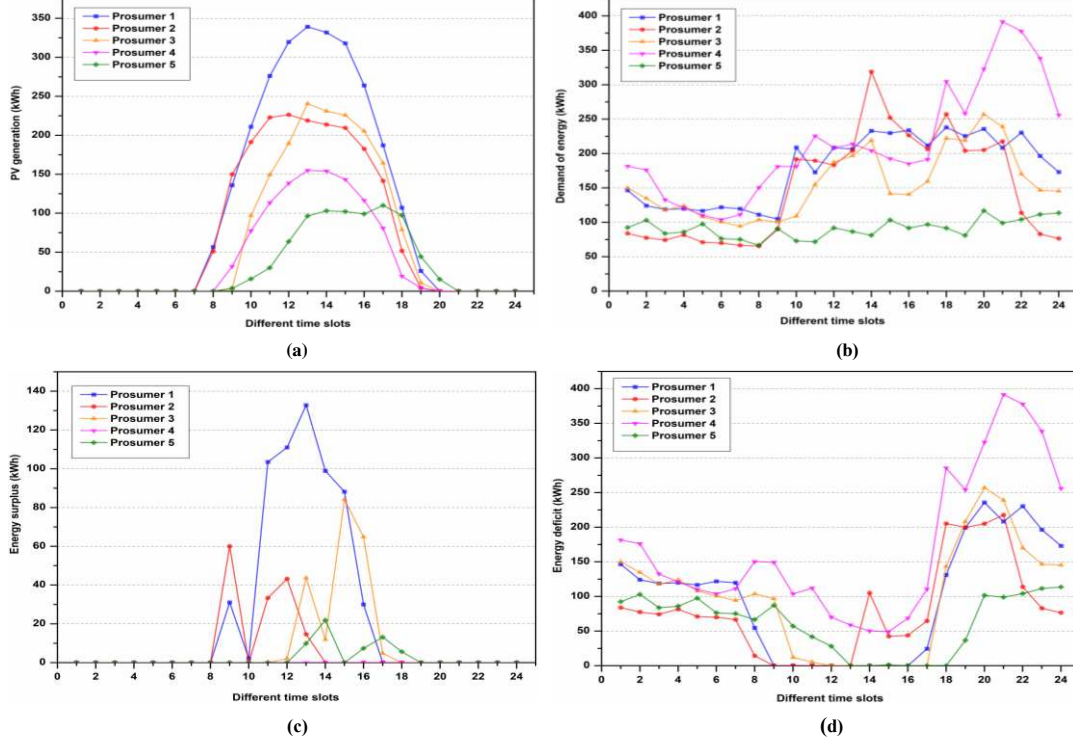 350
300
250
200
150
100
50
0
PV generation (kWh)
Prosumer 1
Prosumer 2
Prosumer 3
Prosumer 4
Prosumer 5
0 2 4 6 8 10 12 14 16 18 20 22 24
Different time slots
(a)
400
350
300
250
200
150
100
50
0
Demand of energy (kWh)
Prosumer 1
Prosumer 2
Prosumer 3
Prosumer 4
Prosumer 5
0 2 4 6 8 10 12 14 16 18 20 22 24
Different time slots
(b)
140
120
100
80
60
40
20
0
Energy surplus (kWh)
Prosumer 1
Prosumer 2
Prosumer 3
Prosumer 4
Prosumer 5
0 2 4 6 8 10 12 14 16 18 20 22 24
Different time slots
(c)
400
350
300
250
200
150
100
50
0
Energy deficit (kWh)
Prosumer 1
Prosumer 2
Prosumer 3
Prosumer 4
Prosumer 5
0 2 4 6 8 10 12 14 16 18 20 22 24
Different time slots
(d)